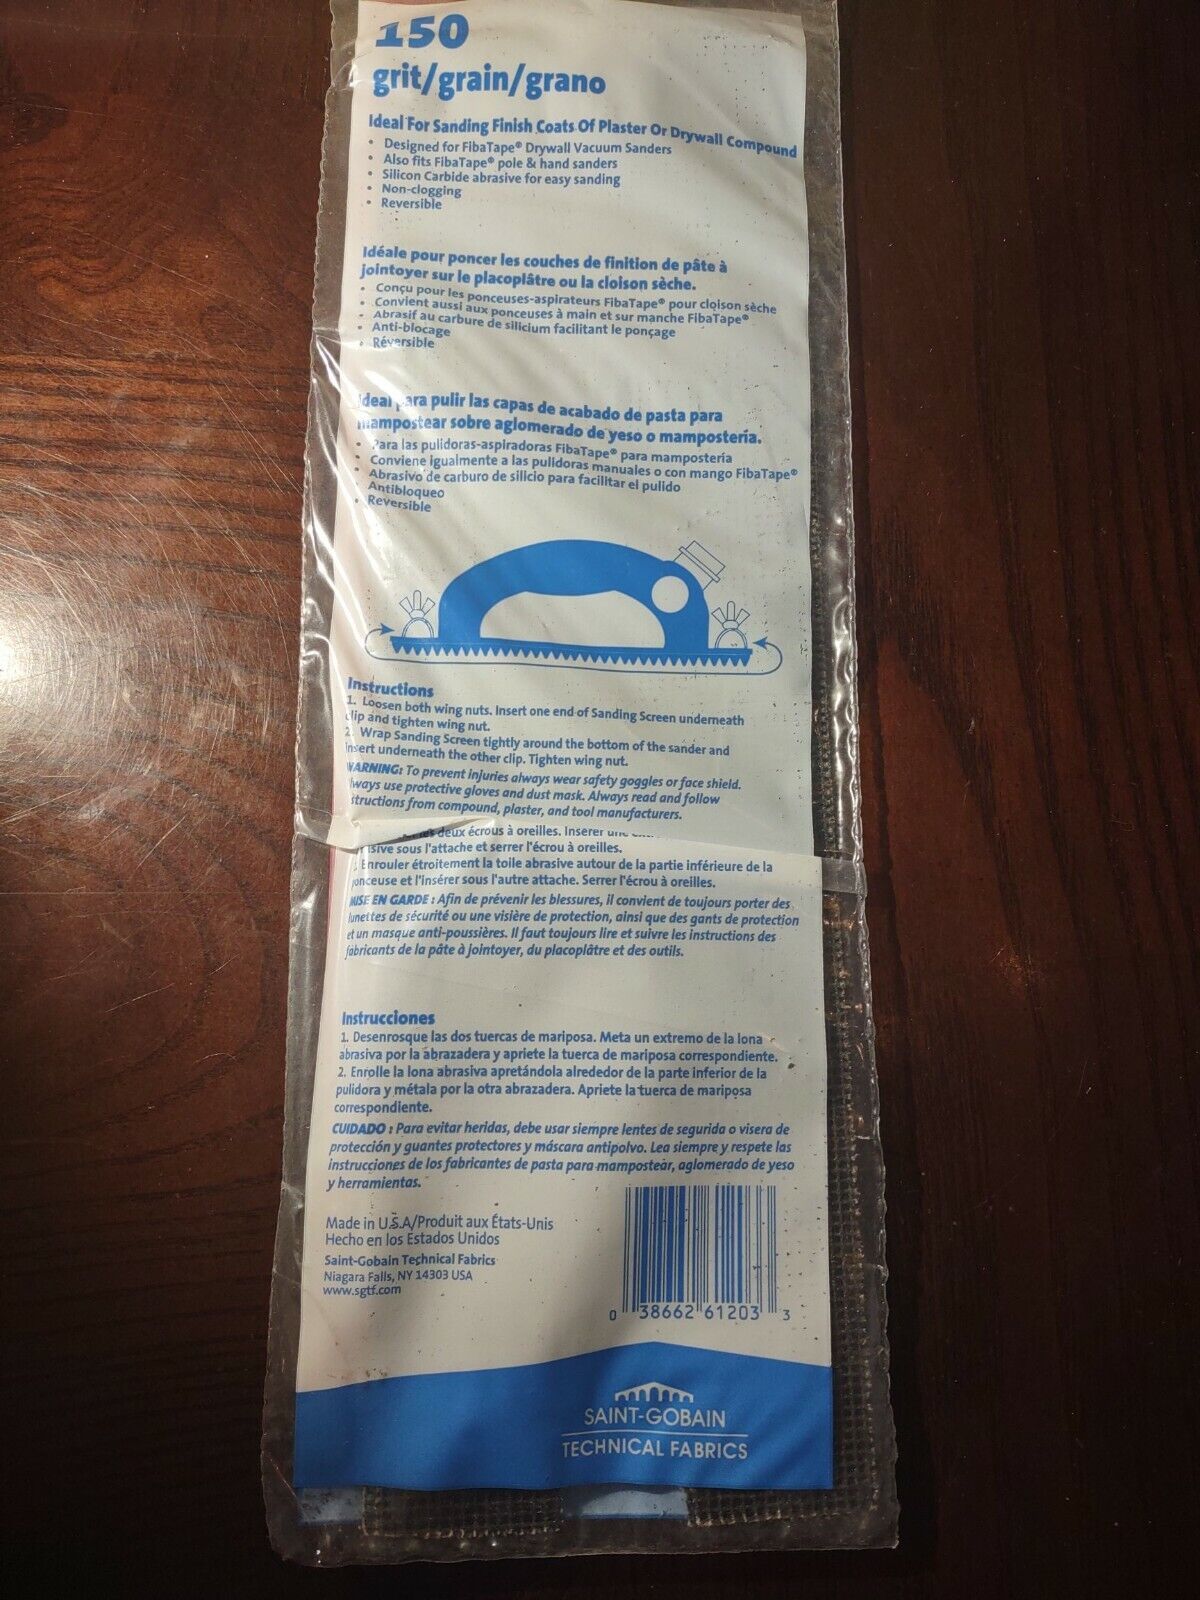 150
grit/grain/grano
Ideal For Sanding Finish Coats Of Plaster Or Drywall Compound
• Designed for FibaTape® Drywall Vacuum Sanders
• Also fits FibaTape® pole & hand sanders
• Silicon Carbide abrasive for easy sanding
• Non-clogging
• Reversible
Idéale pour poncer les couches de finition de pâte à
jointoyer sur le placoplâtre ou la cloison sèche.
• Conçu pour les ponceuses-aspirateurs FibaTape® pour cloison sèche
• Convient aussi aux ponceuses à main et sur manche FibaTape®
• Abrasif au carbure de silicium facilitant le ponçage
• Anti-blocage
• Réversible
Ideal para pulir las capas de acabado de pasta para
mampostear sobre aglomerado de yeso o mampostería.
• Para las pulidoras-aspiradoras FibaTape® para mampostería
• Conviene igualmente a las pulidoras manuales o con mango FibaTape®
• Abrasivo de carburo de silicio para facilitar el pulido
• Antibloqueo
• Reversible
Instructions
1. Loosen both wing nuts. Insert one end of Sanding Screen underneath
clip and tighten wing nut.
2. Wrap Sanding Screen tightly around the bottom of the sander and
insert underneath the other clip. Tighten wing nut.
WARNING: To prevent injuries always wear safety goggles or face shield.
Always use protective gloves and dust mask. Always read and follow
instructions from compound, plaster, and tool manufacturers.
deux écrous à oreilles. Inserer
sous l'attache et serrer l'écrou à oreilles.
Enrouler étroitement la toile abrasive autour de la partie inférieure de la
ponceuse et l'insérer sous l'autre attache. Serrer l'écrou à oreilles.
MISE EN GARDE : Afin de prévenir les blessures, il convient de toujours porter des
lunettes de sécurité ou une visière de protection, ainsi que des gants de protection
et un masque anti-poussières. Il faut toujours lire et suivre les instructions des
fabricants de la pâte à jointoyer, du placoplâtre et des outils.
Instrucciones
1. Desenrosque las dos tuercas de mariposa. Meta un extremo de la lona
abrasiva por la abrazadera y apriete la tuerca de mariposa correspondiente.
2. Enrolle la lona abrasiva apretándola alrededor de la parte inferior de la
pulidora y métala por la otra abrazadera. Apriete la tuerca de mariposa
correspondiente.
CUIDADO : Para evitar heridas, debe usar siempre lentes de segurida o visera de
protección y guantes protectores y máscara antipolvo. Lea siempre y respete las
instrucciones de los fabricantes de pasta para mampostear, aglomerado de yeso
y herramientas.
Made in U.S.A/Produit aux États-Unis
Hecho en los Estados Unidos
Saint-Gobain Technical Fabrics
Niagara Falls, NY 14303 USA
www.sgtf.com
0 38662 61203 3
SAINT-GOBAIN
TECHNICAL FABRICS